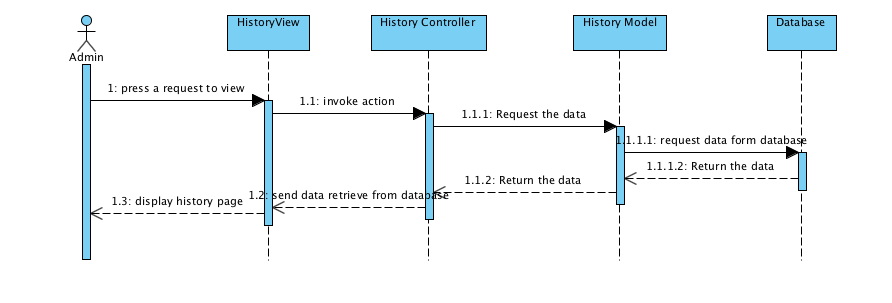 HistoryView
History Controller
History Model
Database
Admin
1: press a request to view
1.1: invoke action
1.1.1: Request the data
1.1.1.1: request data form database
1.1.1.2: Return the data
1.1.2: Return the data
1.2: send data retrieve from database
1.3: display history page